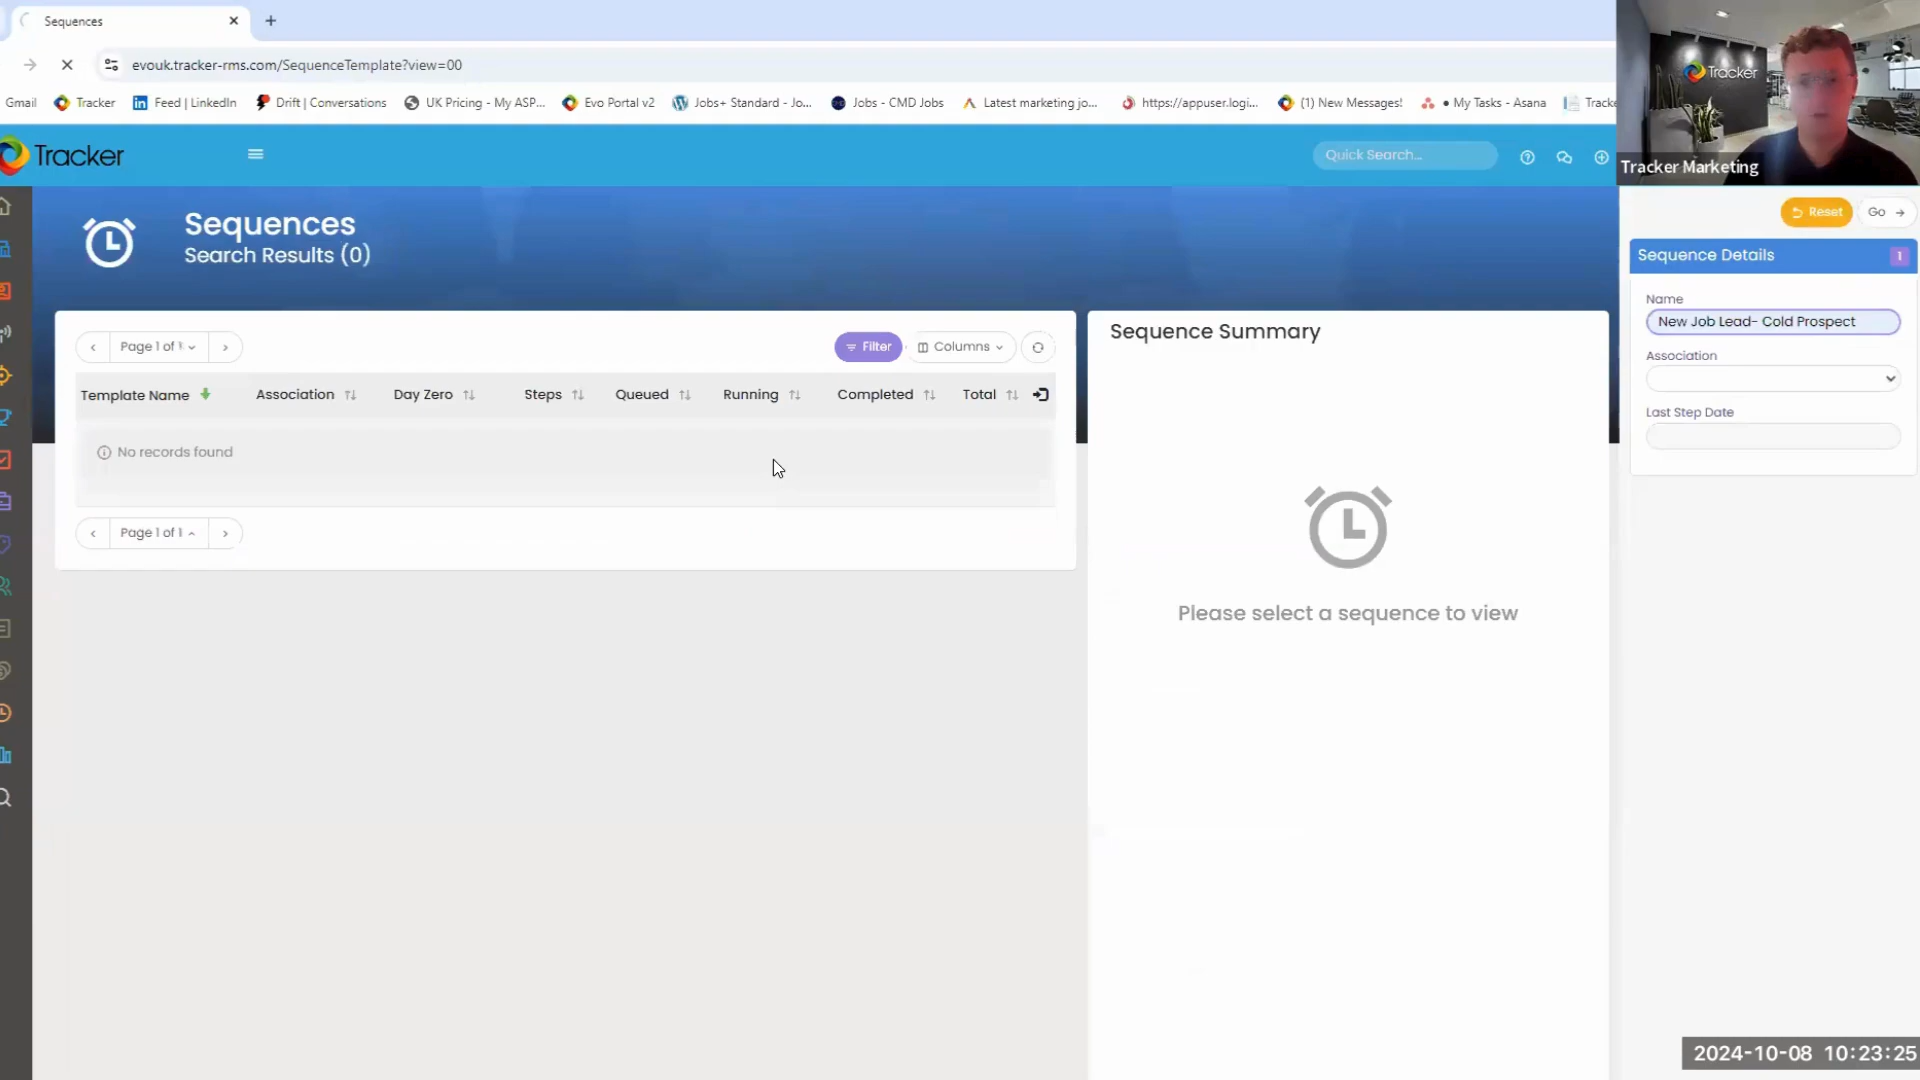 Sequences
evouk.tracker-rms.com/SequenceTemplate?view=00
Gmail Tracker Feed | LinkedIn Drift | Conversations UK Pricing - My ASP... Evo Portal v2 Jobs+ Standard - Jo... Jobs - CMD Jobs Latest marketing jo... https://appuser.logi... (1) New Messages! • My Tasks - Asana Tracke
Tracker
Quick Search...
Tracker
Tracker Marketing
Sequences
Search Results (0)
Reset Go
Sequence Details 1
Name
New Job Lead- Cold Prospect
Association
Last Step Date
Page 1 of 1
Filter Columns
Template Name Association Day Zero Steps Queued Running Completed Total
No records found
Page 1 of 1
Sequence Summary
Please select a sequence to view
2024-10-08 10:23:25